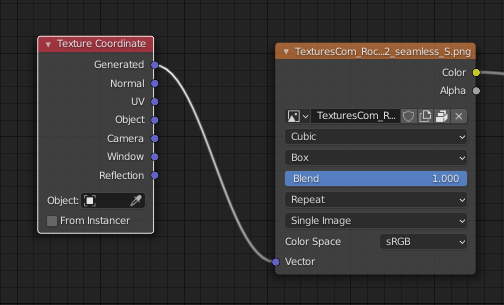 Texture Coordinate
Generated
Normal
UV
Object
Camera
Window
Reflection
Object:
From Instancer
TexturesCom_Roc...2_seamless_S.png
Color
Alpha
TexturesCom_R...
Cubic
Box
Blend 1.000
Repeat
Single Image
Color Space sRGB
Vector